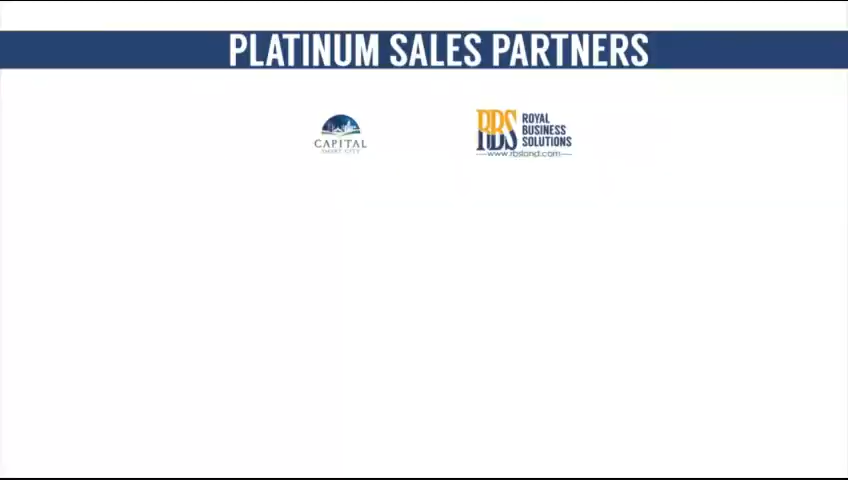 PLATINUM SALES PARTNERS
CAPITAL
SMART CITY
RBS
ROYAL
BUSINESS
SOLUTIONS
www.rbsland.com